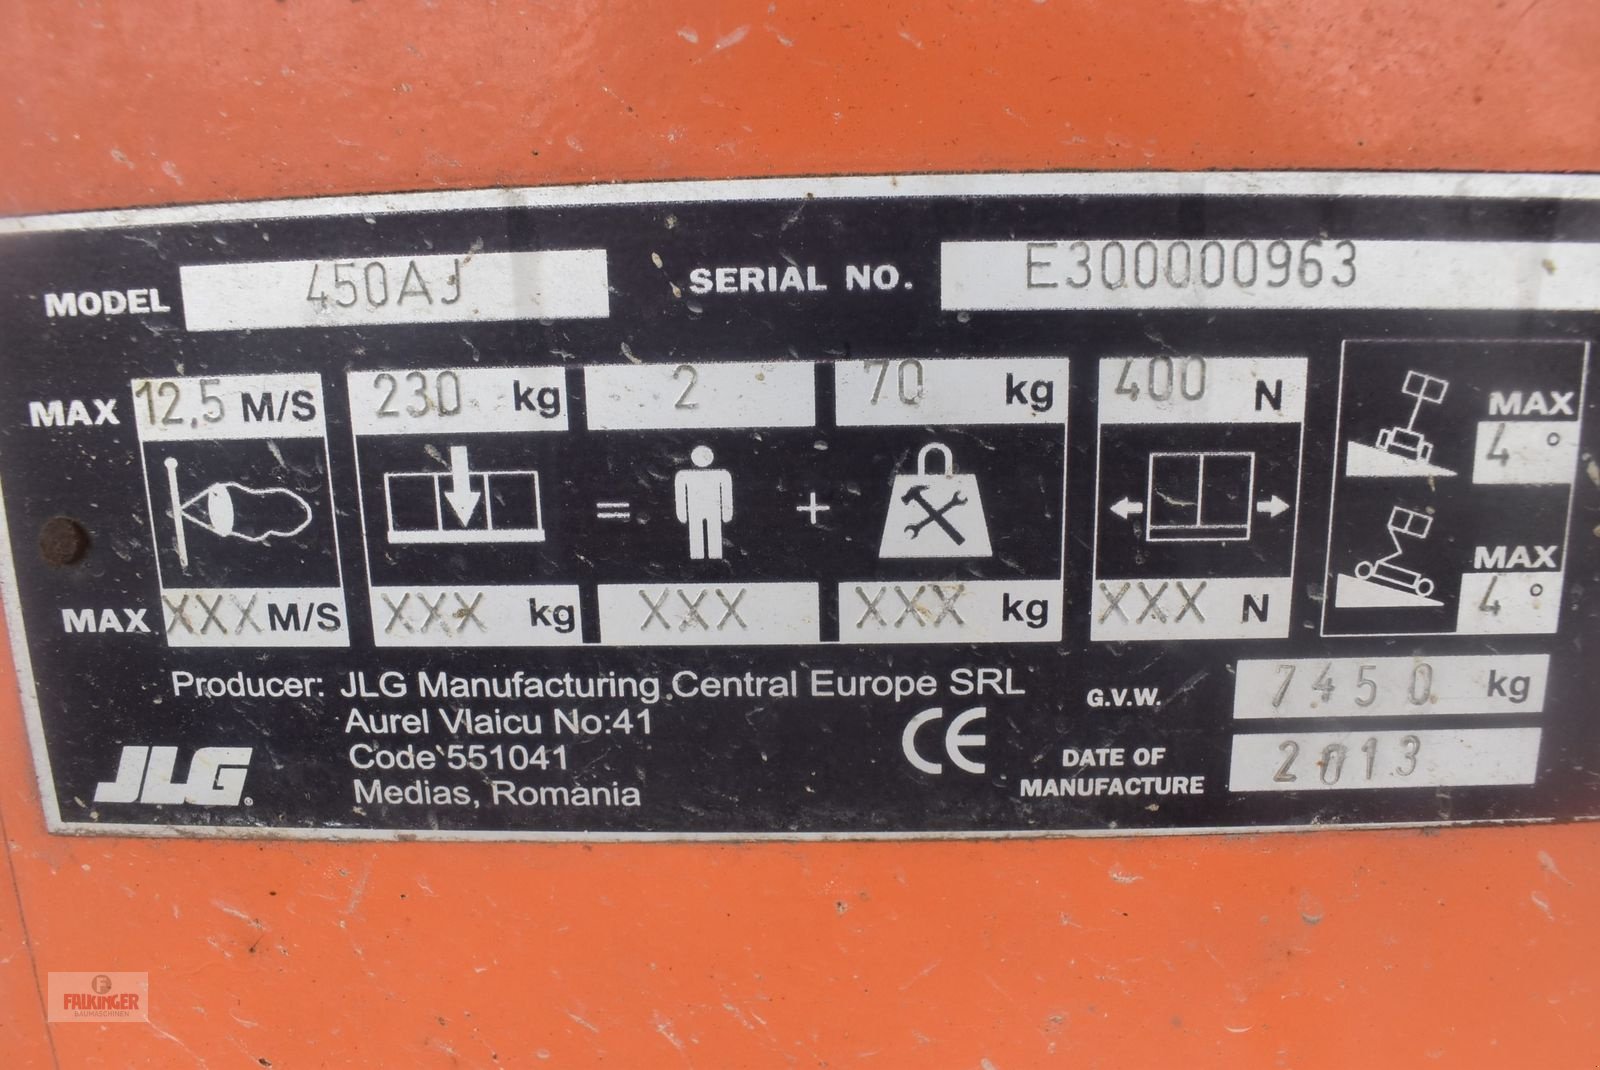 MODEL 450AJ SERIAL NO. E300000963
MAX 12,5 M/S 230 kg 2 70 kg 400 N MAX 4°
= +
MAX XXX M/S XXX kg XXX XXX kg XXX N MAX 4°
Producer: JLG Manufacturing Central Europe SRL
Aurel Vlaicu No:41
Code 551041
Medias, Romania
JLG®
CE
G.V.W. 7450 kg
DATE OF
MANUFACTURE 2013
F
FALKINGER
BAUMASCHINEN